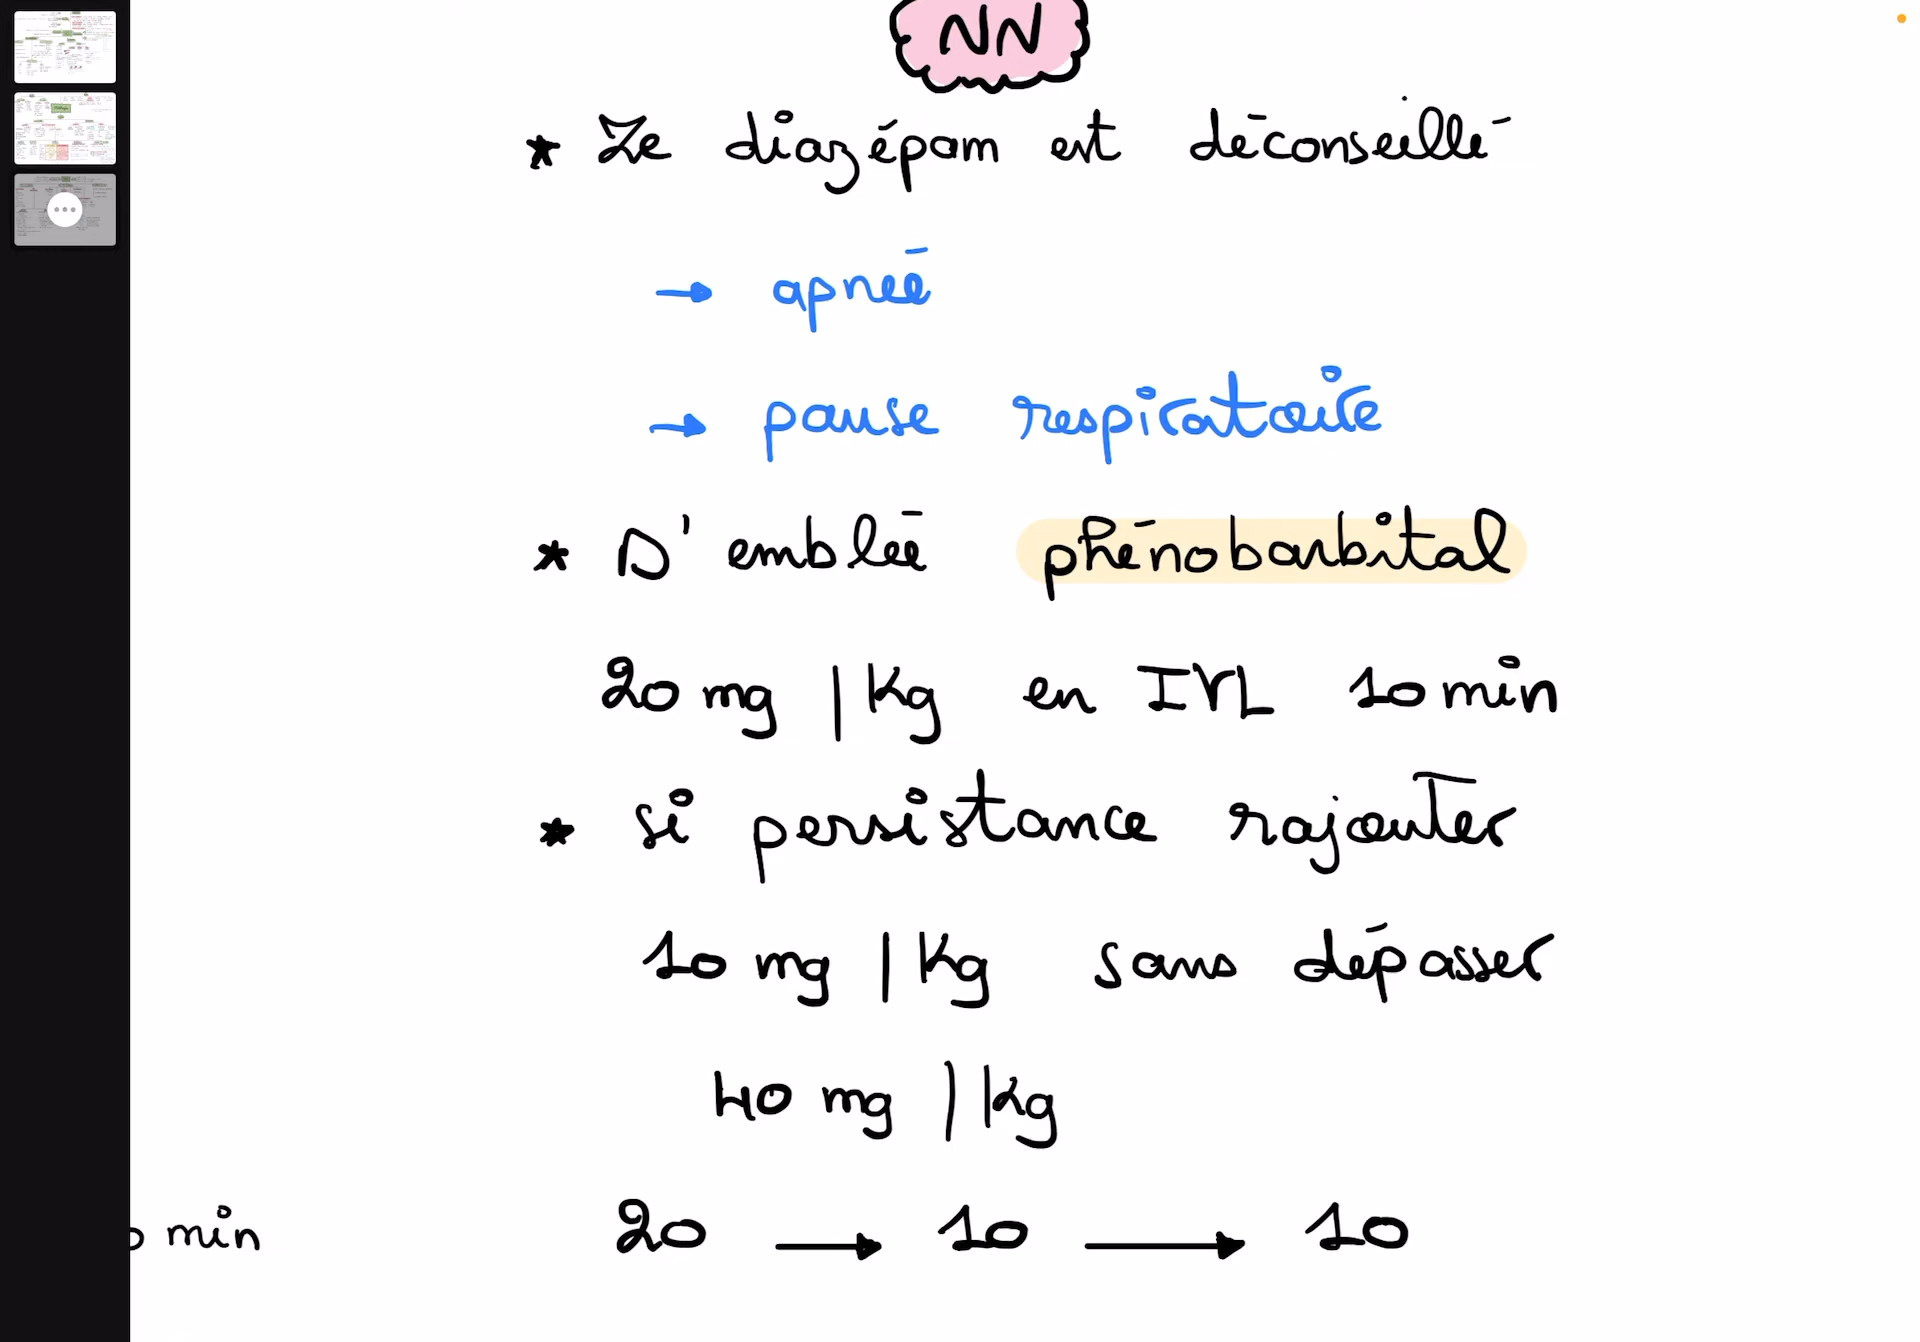 NN
* Le diazépam est déconseillé
→ apnée
→ pause respiratoire
* D'emblée phénobarbital
20 mg | Kg en IVL 10 min
* si persistance rajouter
10 mg | Kg sans dépasser
40 mg | Kg
min 20 → 10 → 10